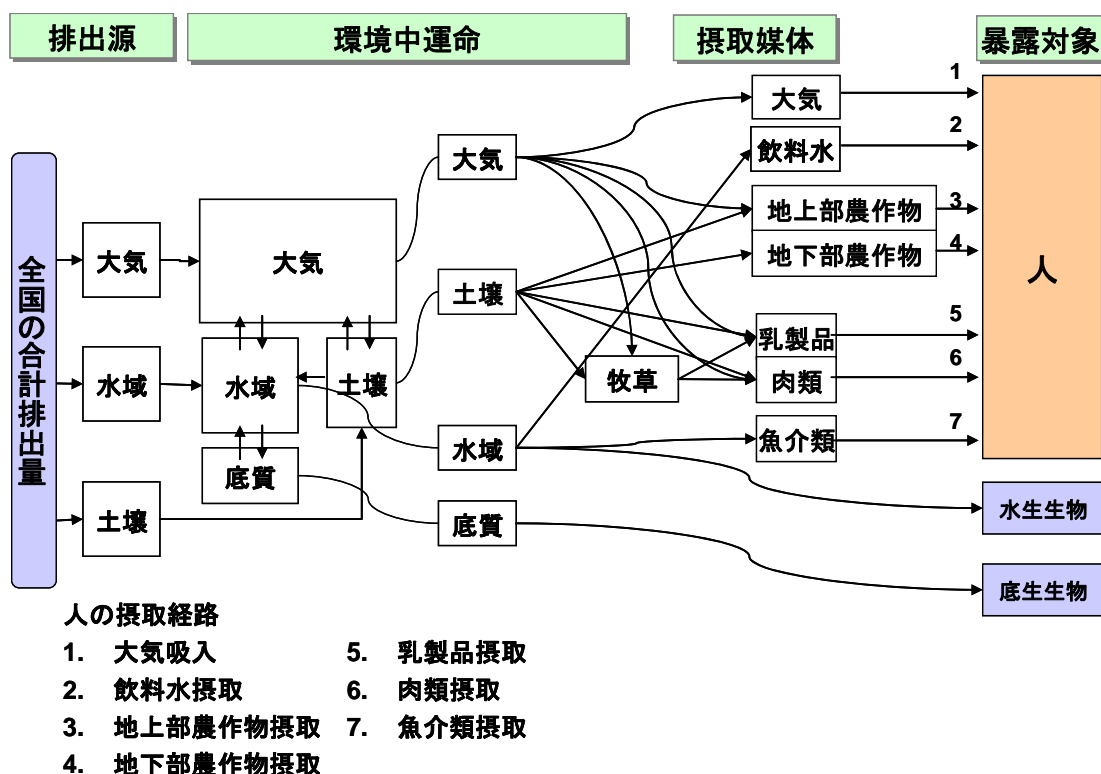 排出源
環境中運命
摂取媒体
暴露対象
全国の合計排出量
大気
水域
土壌
大気
水域
土壌
底質
大気
土壌
水域
底質
牧草
大気
飲料水
地上部農作物
地下部農作物
乳製品
肉類
魚介類
1
2
3
4
5
6
7
人
水生生物
底生生物
人の摂取経路
1. 大気吸入
2. 飲料水摂取
3. 地上部農作物摂取
4. 地下部農作物摂取
5. 乳製品摂取
6. 肉類摂取
7. 魚介類摂取